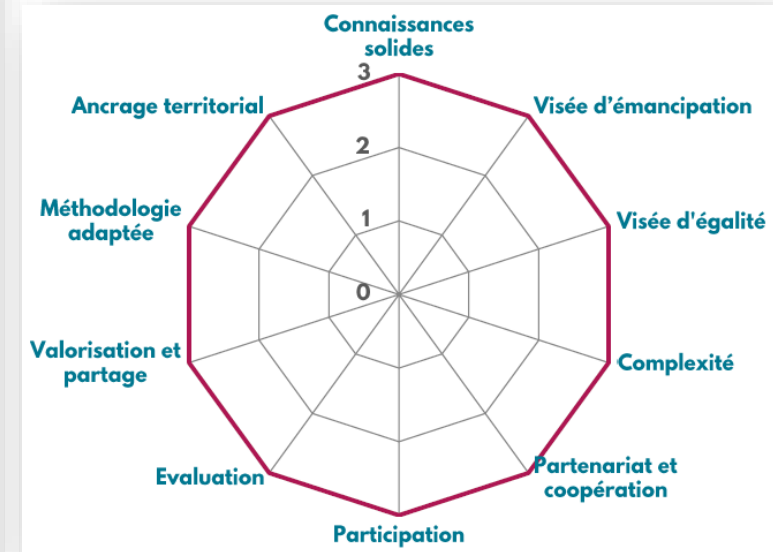 Connaissances
solides
3
Ancrage territorial
Visée d'émancipation
2
Méthodologie
adaptée
1
Visée d'égalité
0
Valorisation et
partage
Complexité
Evaluation
Partenariat et
coopération
Participation